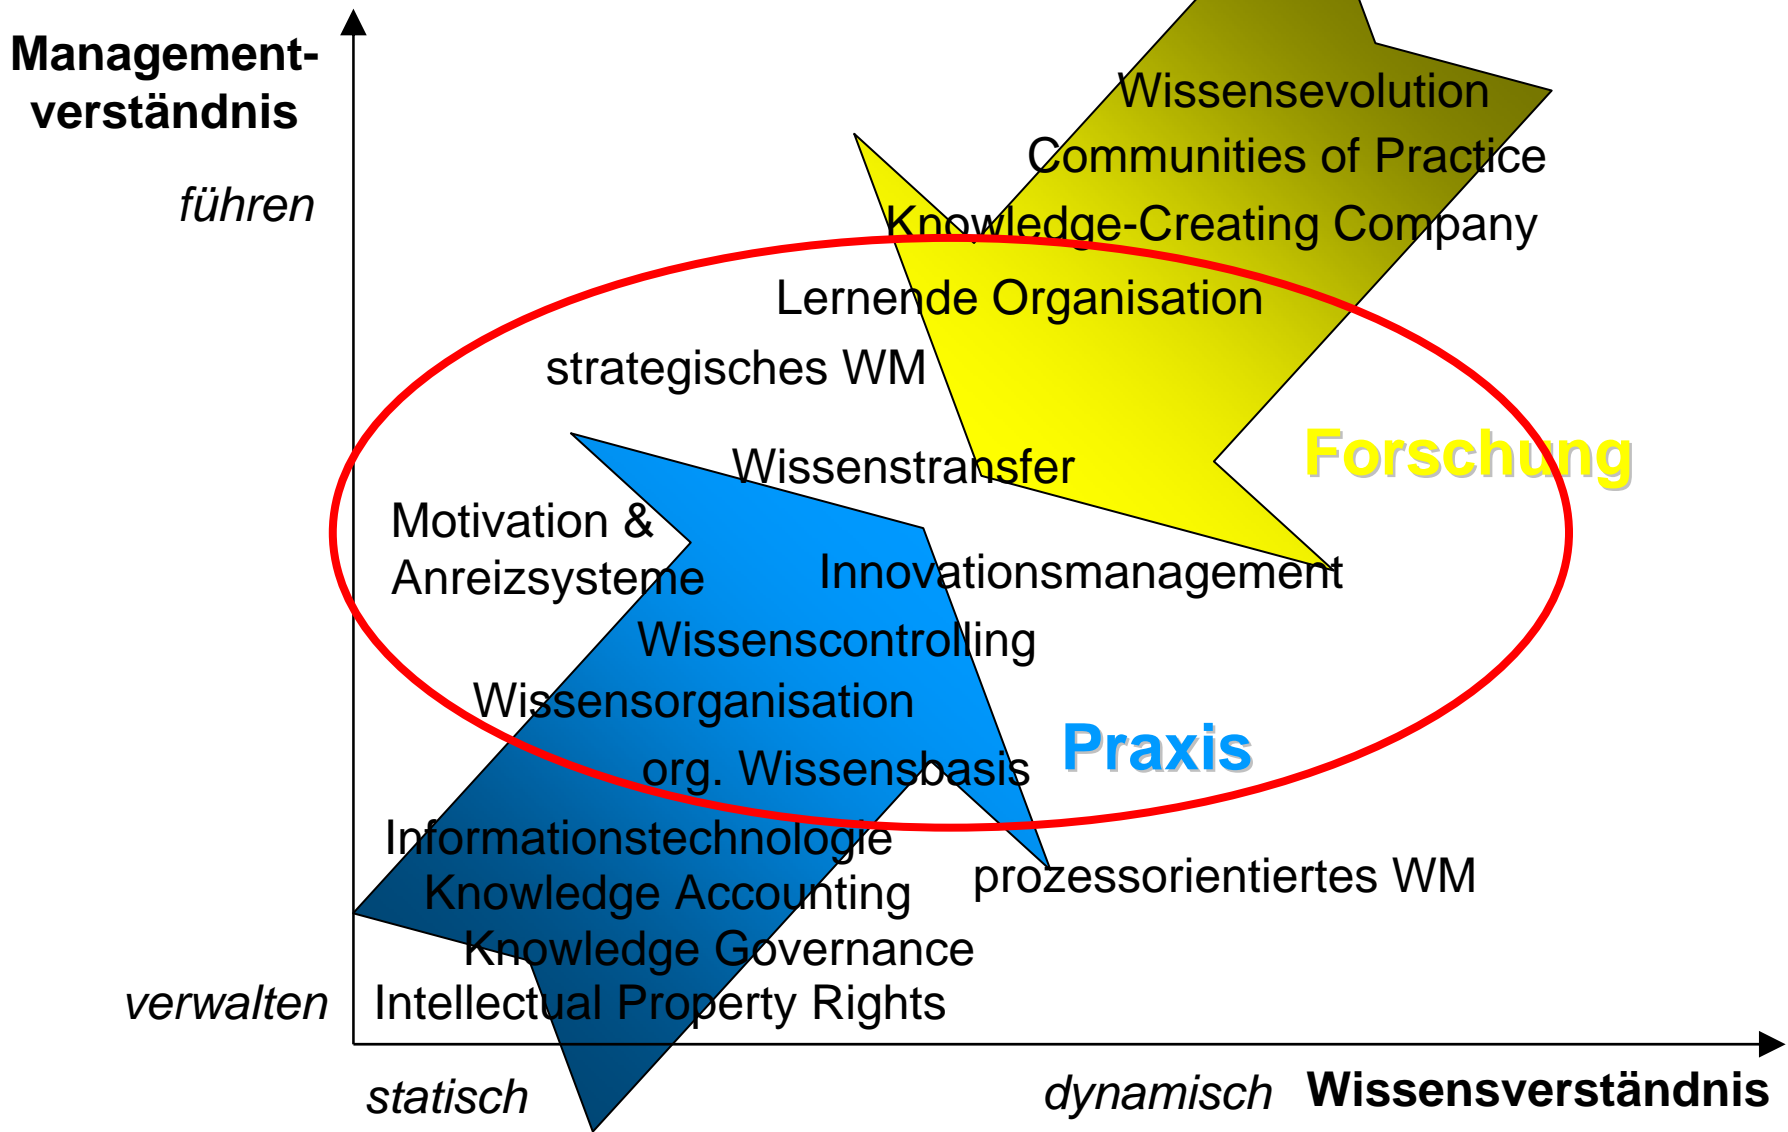 Management-
verständnis
führen
Wissensevolution
Communities of Practice
Knowledge-Creating Company
Lernende Organisation
strategisches WM
Forschung
Wissenstransfer
Motivation &
Anreizsysteme
Innovationsmanagement
Wissenscontrolling
Wissensorganisation
Praxis
org. Wissensbasis
Informationstechnologie
prozessorientiertes WM
Knowledge Accounting
Knowledge Governance
verwalten
Intellectual Property Rights
statisch
dynamisch
Wissensverständnis